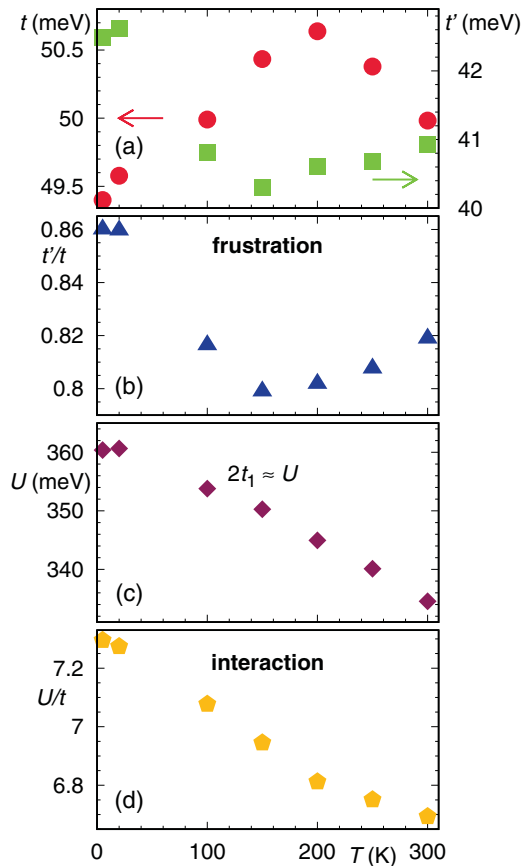 t (meV) t' (meV)
50.5
42
50
(a)
41
49.5
40
0.86
t'/t frustration
0.84
0.82
0.8
(b)
360
U (meV) 2t₁ ≈ U
350
340
(c)
7.2 interaction
U/t
7
6.8
(d)
0 100 200 T (K) 300